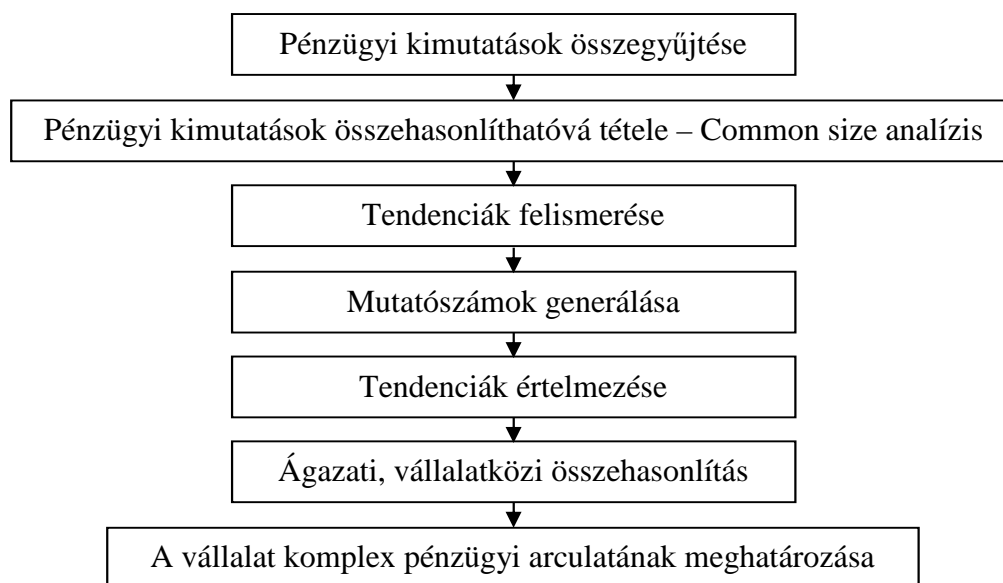 Pénzügyi kimutatások összegyűjtése
Pénzügyi kimutatások összehasonlíthatóvá tétele – Common size analízis
Tendenciák felismerése
Mutatószámok generálása
Tendenciák értelmezése
Ágazati, vállalatközi összehasonlítás
A vállalat komplex pénzügyi arculatának meghatározása